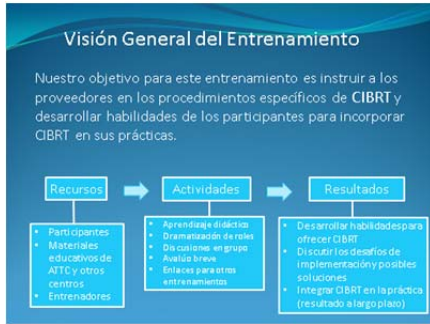 Visión General del Entrenamiento
Nuestro objetivo para este entrenamiento es instruir a los
proveedores en los procedimientos específicos de CIBRT y
desarrollar habilidades de los participantes para incorporar
CIBRT en sus prácticas.
Recursos
Actividades
Resultados
• Participantes
• Materiales
educativos de
ATTC y otros
centros
• Entrenadores
• Aprendizaje didáctico
• Dramatización de roles
• Discusiones en grupo
• Avalúo breve
• Enlaces para otros
entrenamientos
• Desarrollar habilidades para
ofrecer CIBRT
• Discutir los desafíos de
implementación y posibles
soluciones
• Integrar CIBRT en la práctica
(resultado a largo plazo)